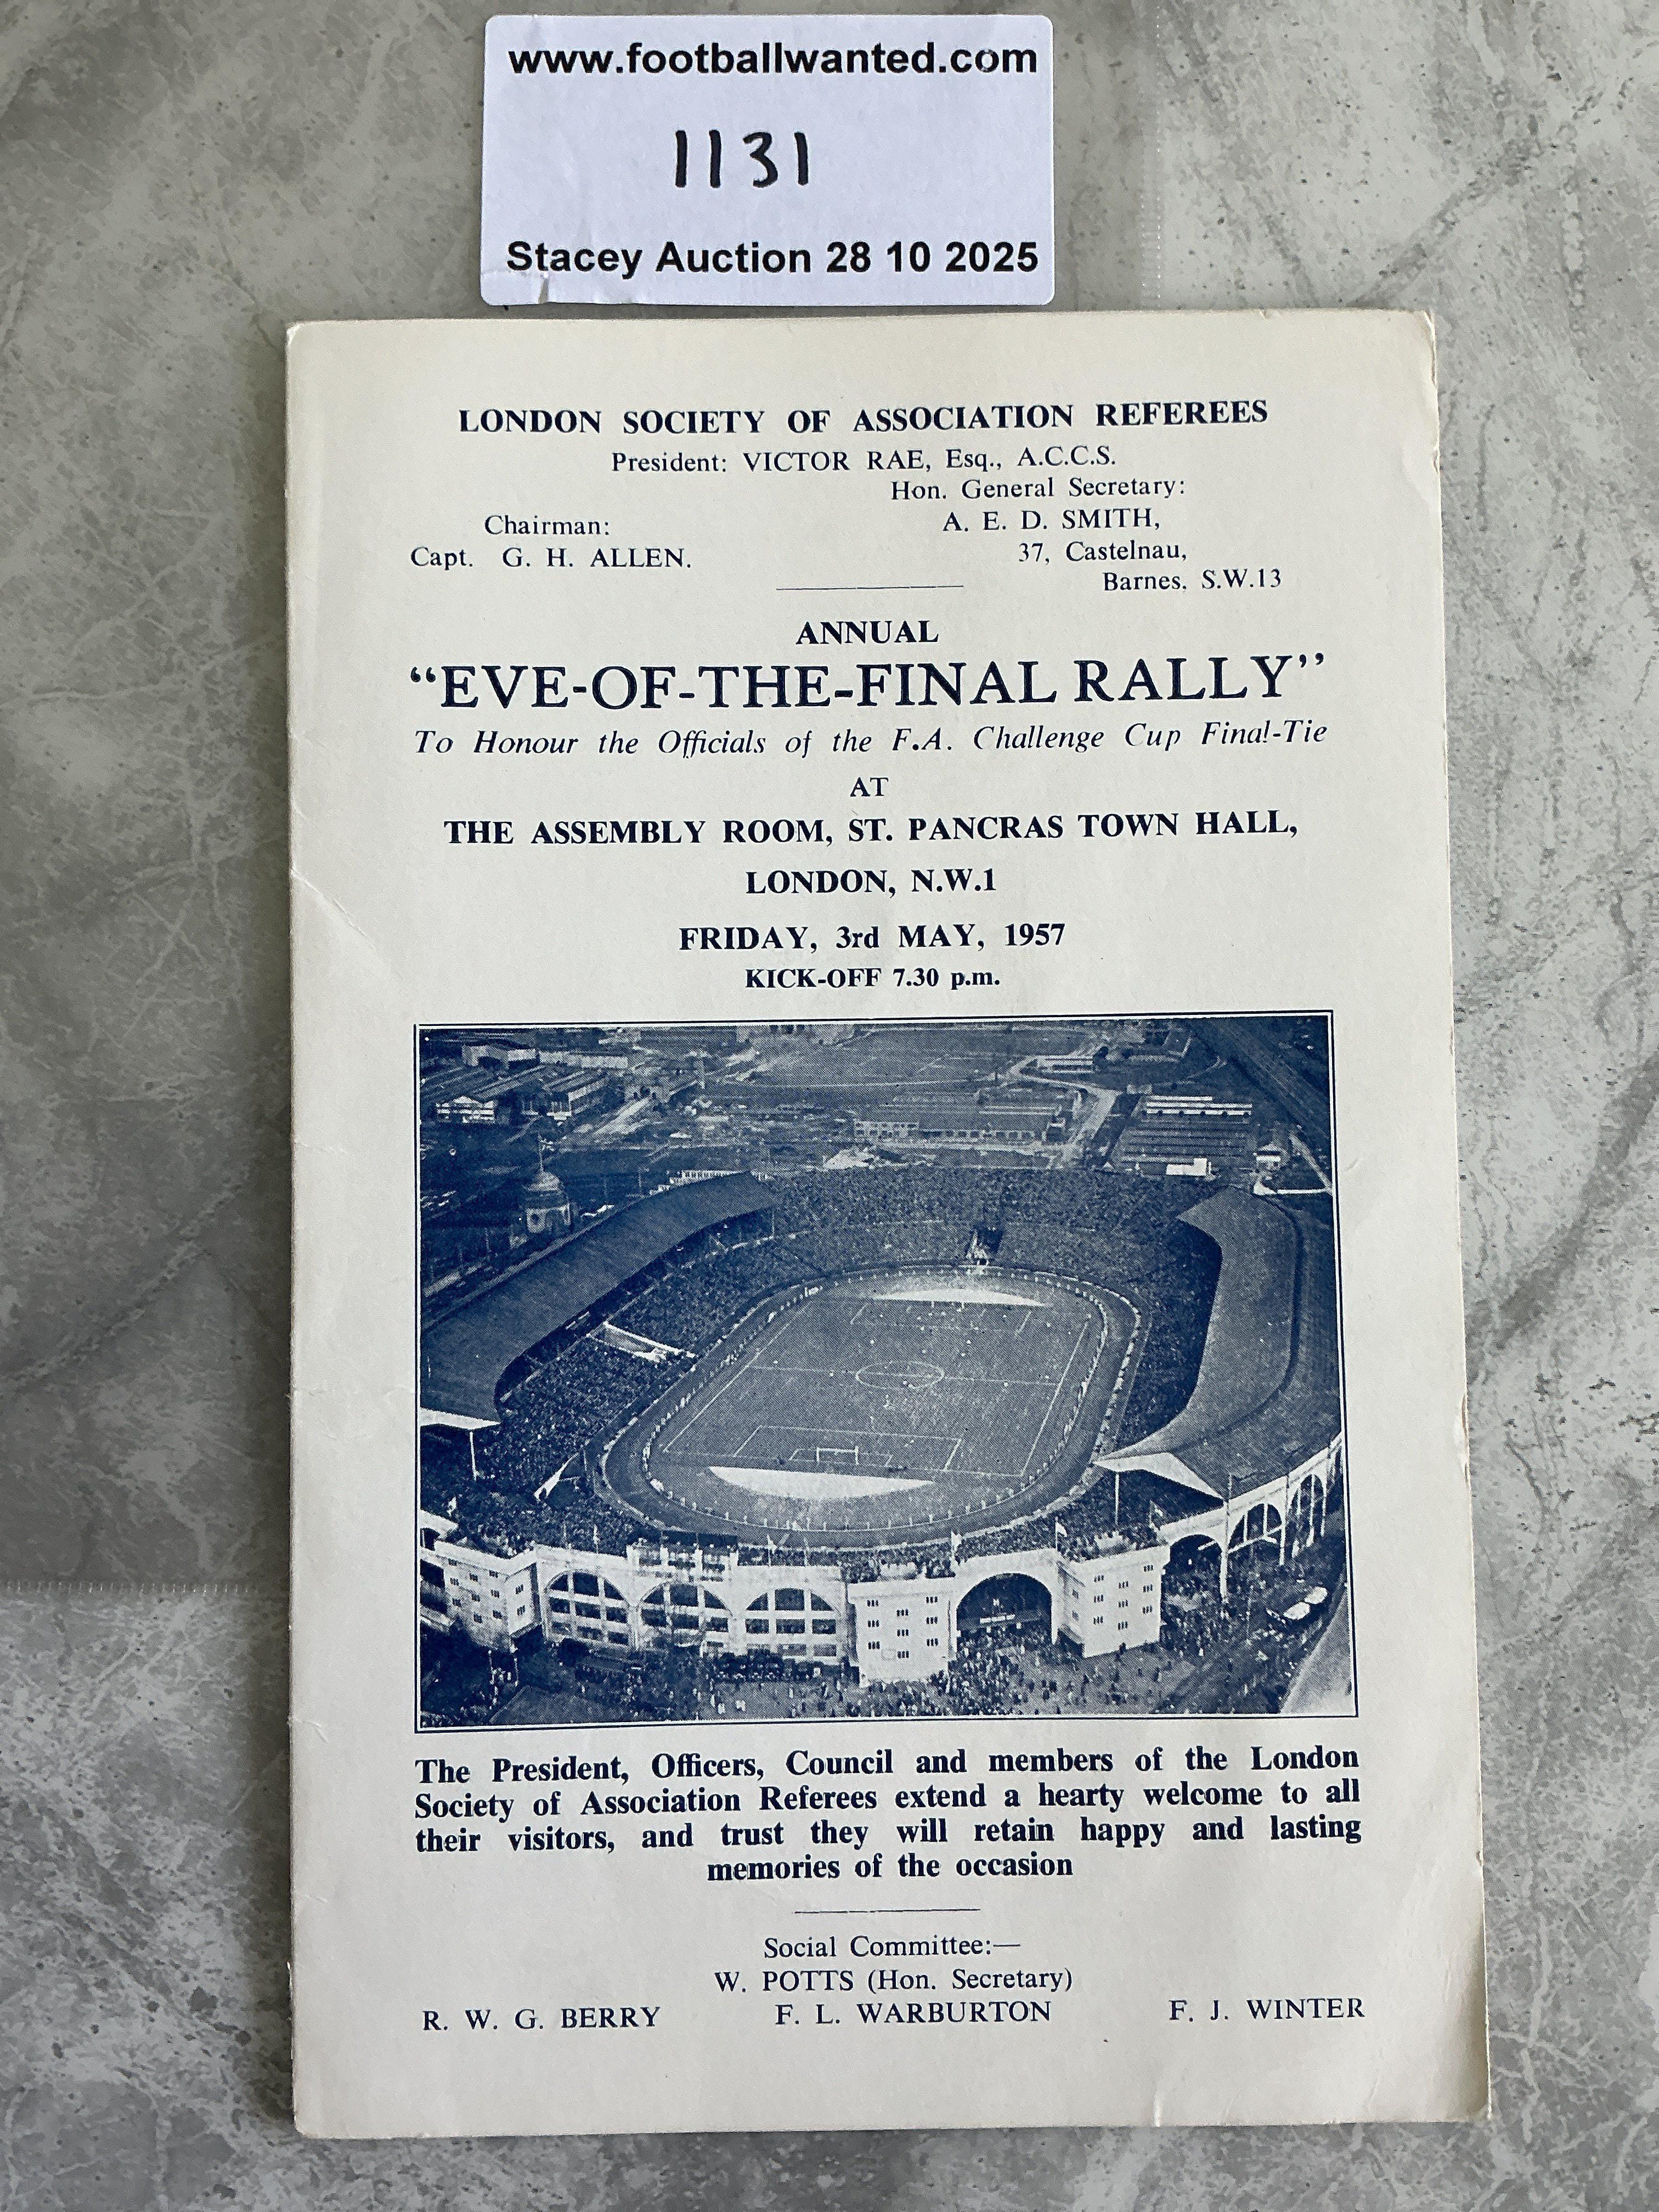 www.footballwanted.com
1131
Stacey Auction 28 10 2025
LONDON SOCIETY OF ASSOCIATION REFEREES
President: VICTOR RAE, Esq., A.C.C.S.
Hon. General Secretary:
Chairman:
A. E. D. SMITH,
Capt. G. H. ALLEN.
37, Castelnau,
Barnes. S.W.13
ANNUAL
“EVE-OF-THE-FINAL RALLY”
To Honour the Officials of the F.A. Challenge Cup Final-Tie
AT
THE ASSEMBLY ROOM, ST. PANCRAS TOWN HALL,
LONDON, N.W.1
FRIDAY, 3rd MAY, 1957
KICK-OFF 7.30 p.m.
The President, Officers, Council and members of the London
Society of Association Referees extend a hearty welcome to all
their visitors, and trust they will retain happy and lasting
memories of the occasion
Social Committee:—
W. POTTS (Hon. Secretary)
R. W. G. BERRY F. L. WARBURTON F. J. WINTER